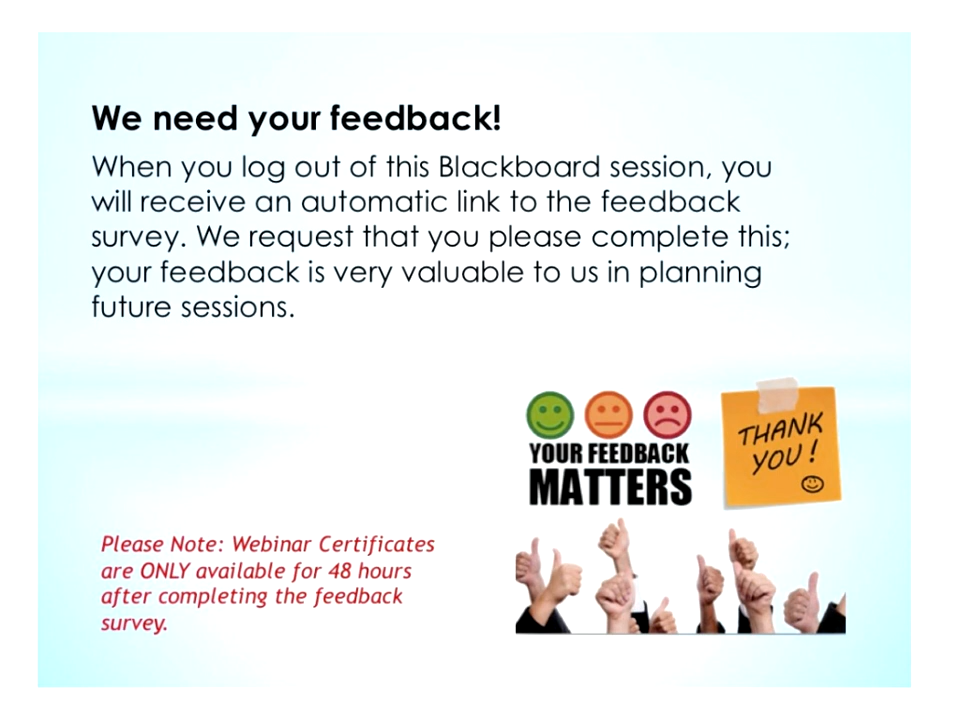 We need your feedback!
When you log out of this Blackboard session, you
will receive an automatic link to the feedback
survey. We request that you please complete this;
your feedback is very valuable to us in planning
future sessions.
YOUR FEEDBACK
MATTERS
THANK
YOU!
Please Note: Webinar Certificates
are ONLY available for 48 hours
after completing the feedback
survey.